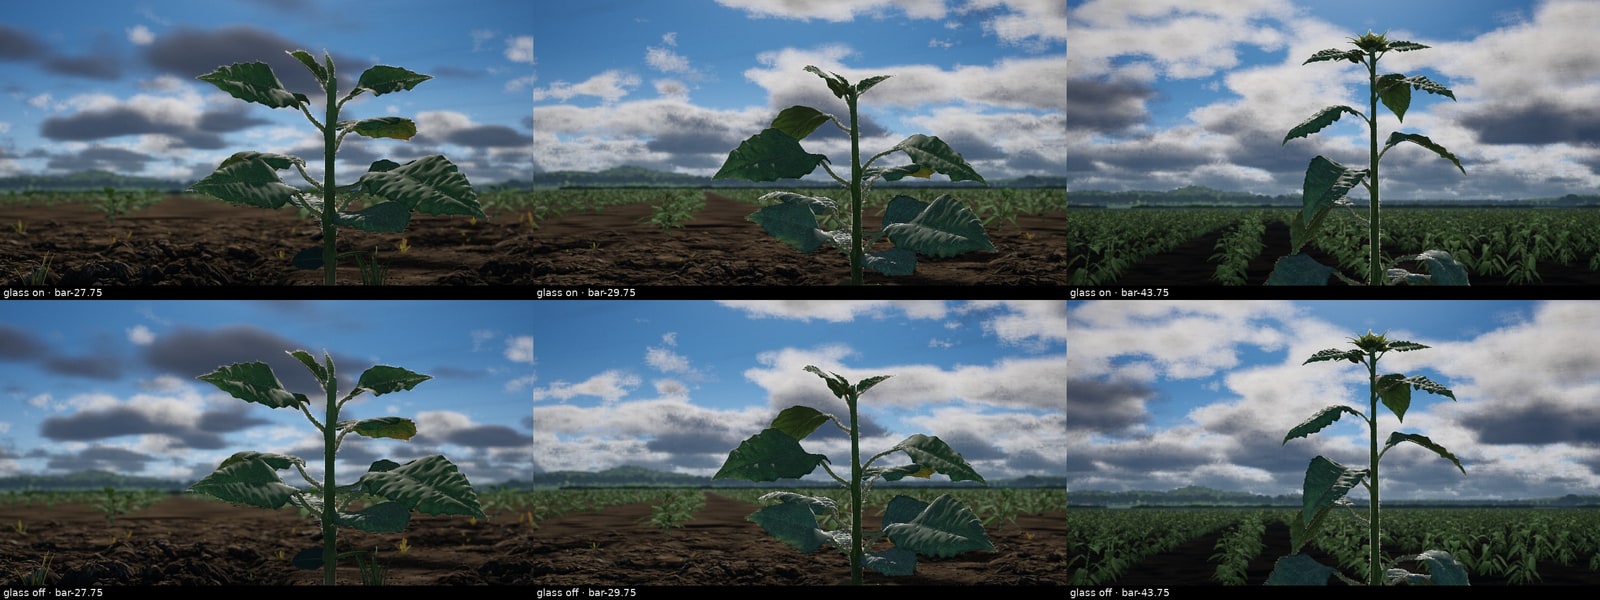 glass on · bar-27.75
glass on · bar-29.75
glass on · bar-43.75
glass off · bar-27.75
glass off · bar-29.75
glass off · bar-43.75